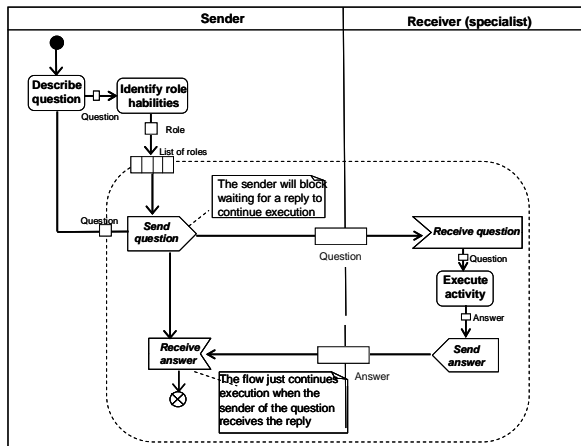 Sender
Receiver (specialist)
Describe
question
Identify role
habilities
Question
Role
List of roles
The sender will block
waiting for a reply to
continue execution
Question
Send
question
Receive question
Question
Question
Execute
activity
Answer
Receive
answer
Send
answer
Answer
The flow just continues
execution when the
sender of the question
receives the reply